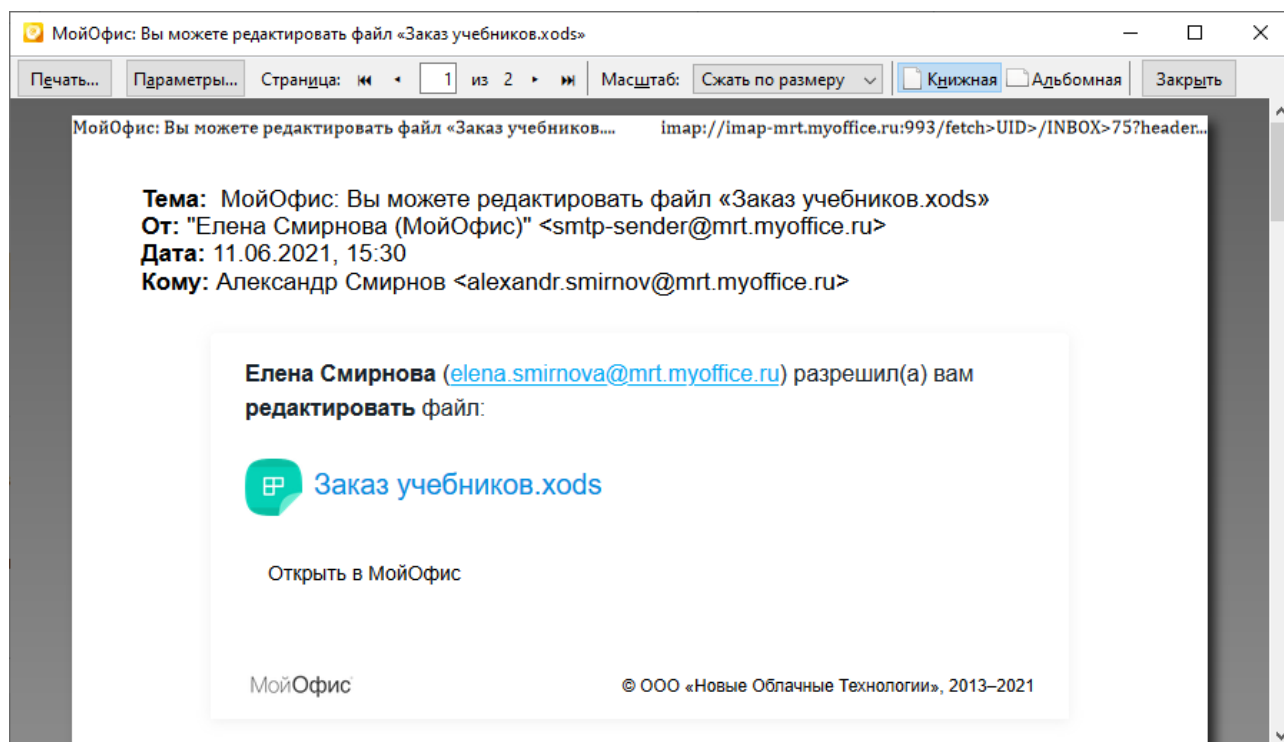 МойОфис: Вы можете редактировать файл «Заказ учебников.xods»
Печать... Параметры... Страница: 1 из 2 Масштаб: Сжать по размеру Книжная Альбомная Закрыть
МойОфис: Вы можете редактировать файл «Заказ учебников.... imap://imap-mrt.myoffice.ru:993/fetch>UID>/INBOX>75?header...
Тема: МойОфис: Вы можете редактировать файл «Заказ учебников.xods»
От: "Елена Смирнова (МойОфис)" <smtp-sender@mrt.myoffice.ru>
Дата: 11.06.2021, 15:30
Кому: Александр Смирнов <alexandr.smirnov@mrt.myoffice.ru>
Елена Смирнова (elena.smirnova@mrt.myoffice.ru) разрешил(а) вам
редактировать файл:
Заказ учебников.xods
Открыть в МойОфис
МойОфис © ООО «Новые Облачные Технологии», 2013–2021